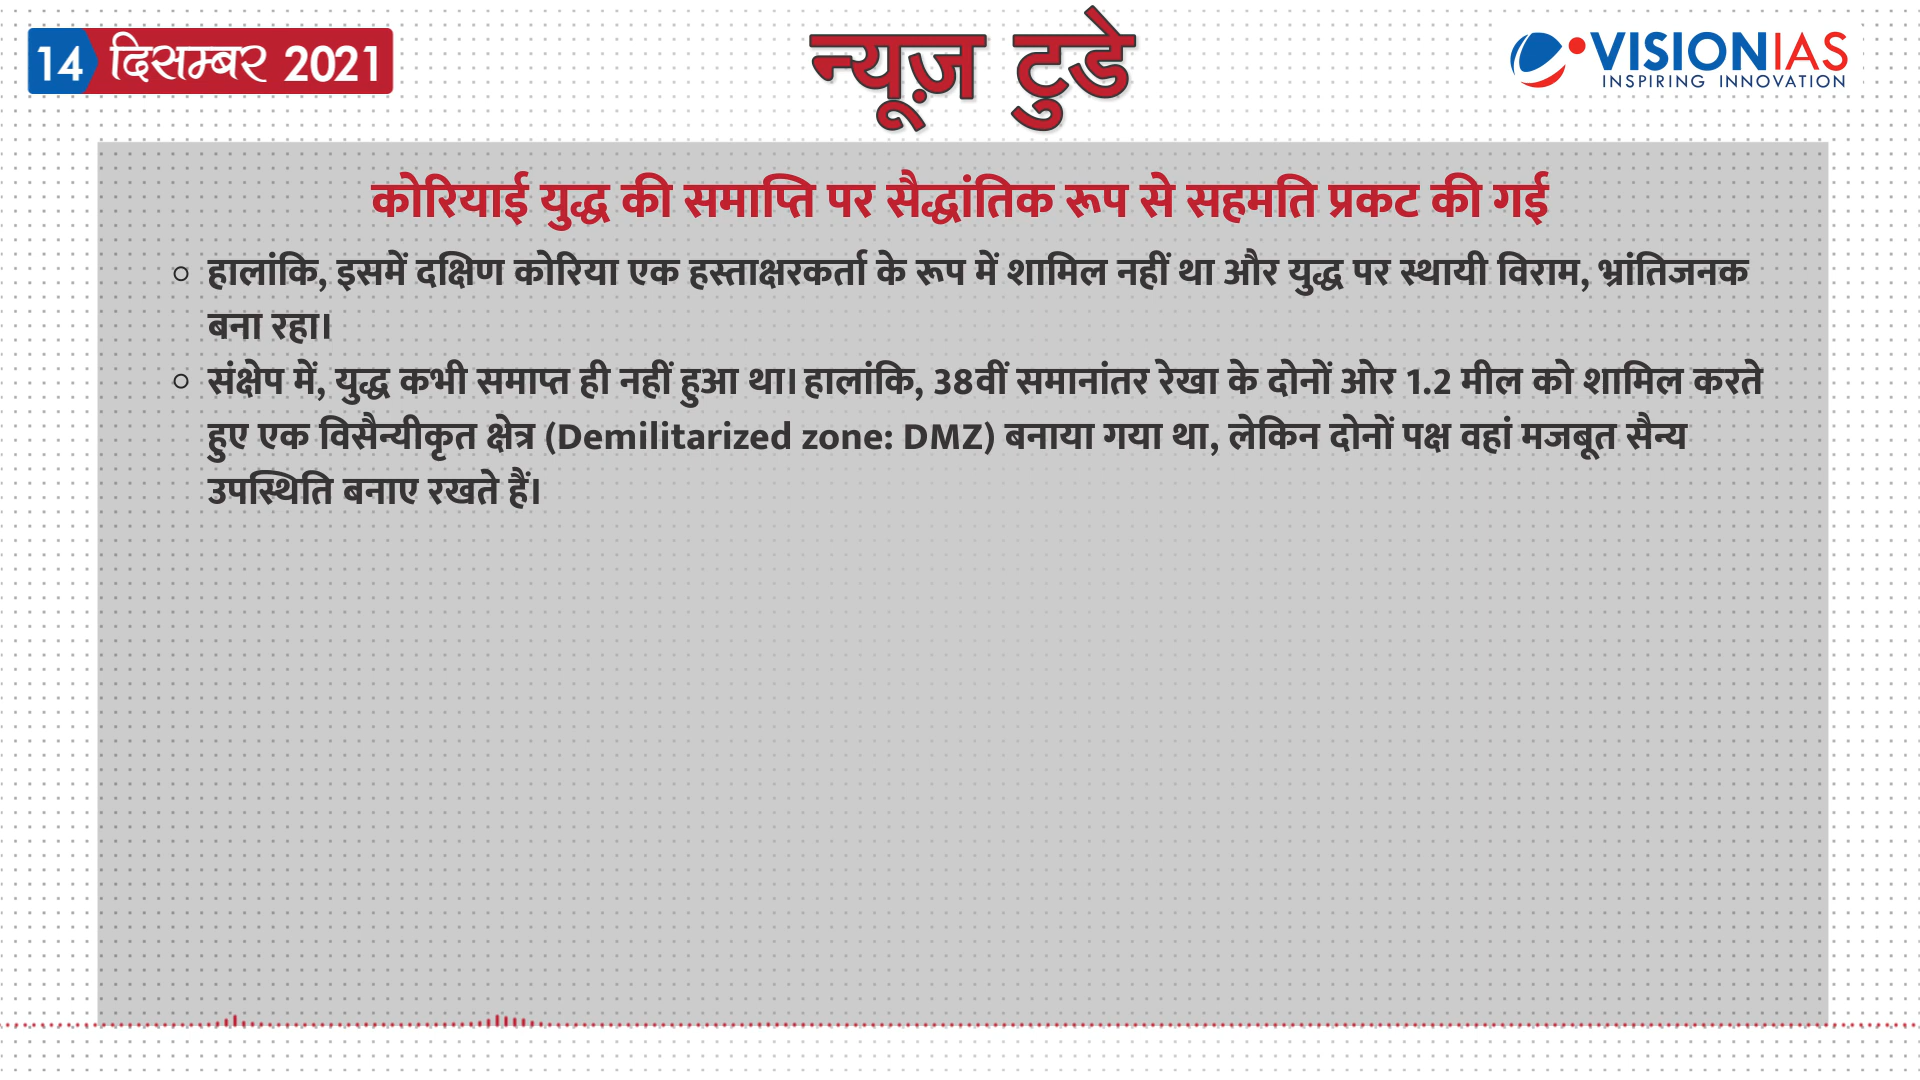 14 दिसम्बर 2021
न्यूज़ टुडे
VISIONIAS
INSPIRING INNOVATION
कोरियाई युद्ध की समाप्ति पर सैद्धांतिक रूप से सहमति प्रकट की गई
हालांकि, इसमें दक्षिण कोरिया एक हस्ताक्षरकर्ता के रूप में शामिल नहीं था और युद्ध पर स्थायी विराम, भ्रांतिजनक
बना रहा।
संक्षेप में, युद्ध कभी समाप्त ही नहीं हुआ था। हालांकि, 38वीं समानांतर रेखा के दोनों ओर 1.2 मील को शामिल करते
हुए एक विसैन्यीकृत क्षेत्र (Demilitarized zone: DMZ) बनाया गया था, लेकिन दोनों पक्ष वहां मजबूत सैन्य
उपस्थिति बनाए रखते हैं।